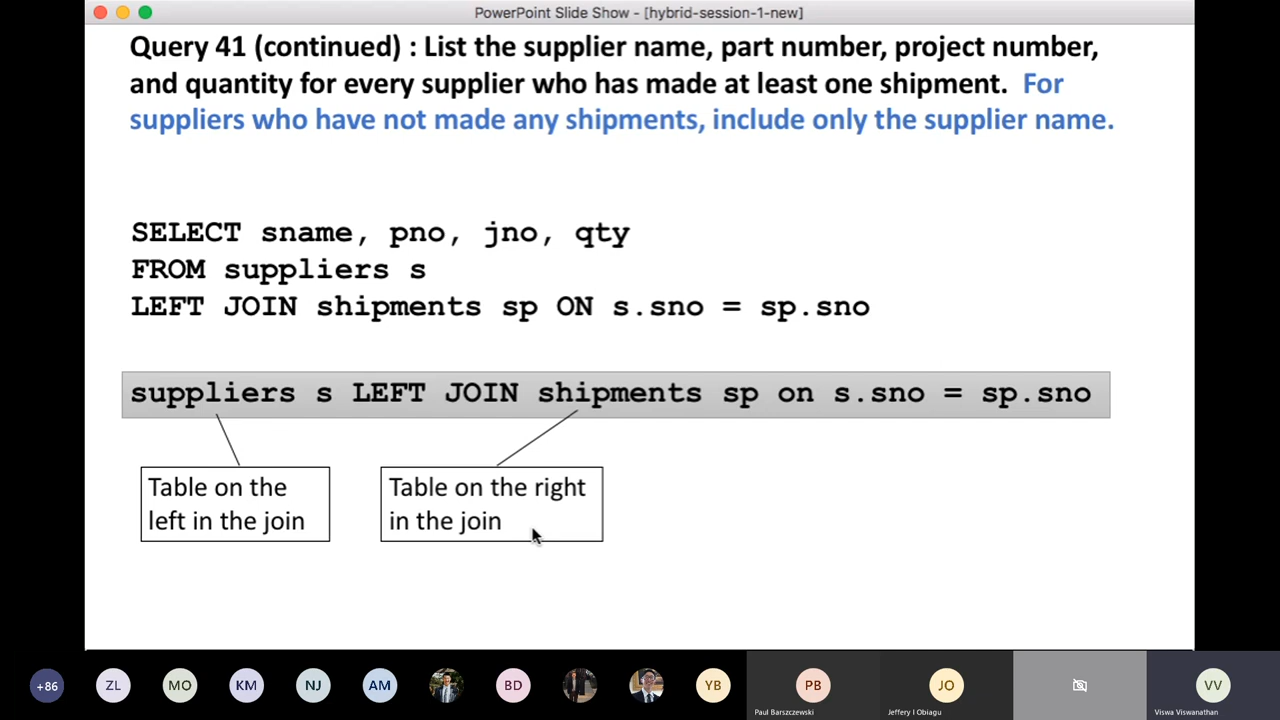 PowerPoint Slide Show - [hybrid-session-1-new]
Query 41 (continued) : List the supplier name, part number, project number,
and quantity for every supplier who has made at least one shipment. For
suppliers who have not made any shipments, include only the supplier name.
SELECT sname, pno, jno, qty
FROM suppliers s
LEFT JOIN shipments sp ON s.sno = sp.sno
suppliers s LEFT JOIN shipments sp on s.sno = sp.sno
Table on the
left in the join
Table on the right
in the join
+86 ZL MO KM NJ AM BD YB PB JO VV
Paul Barszczewski Jeffery I Obiagu Viswa Viswanathan